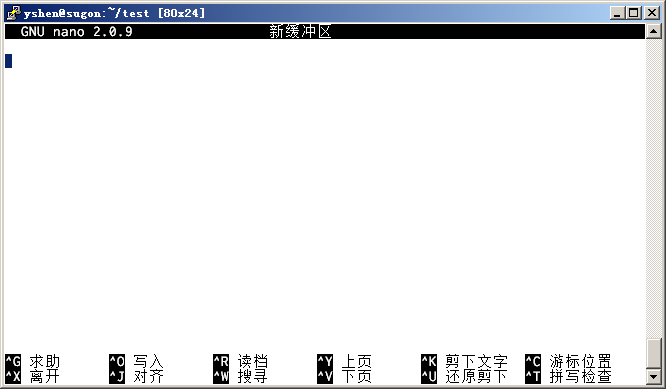 yshen@sugon:~/test [80x24]
GNU nano 2.0.9 新缓冲区
^G 求助 ^O 写入 ^R 读档 ^Y 上页 ^K 剪下文字 ^C 游标位置
^X 离开 ^J 对齐 ^W 搜寻 ^V 下页 ^U 还原剪下 ^T 拼写检查